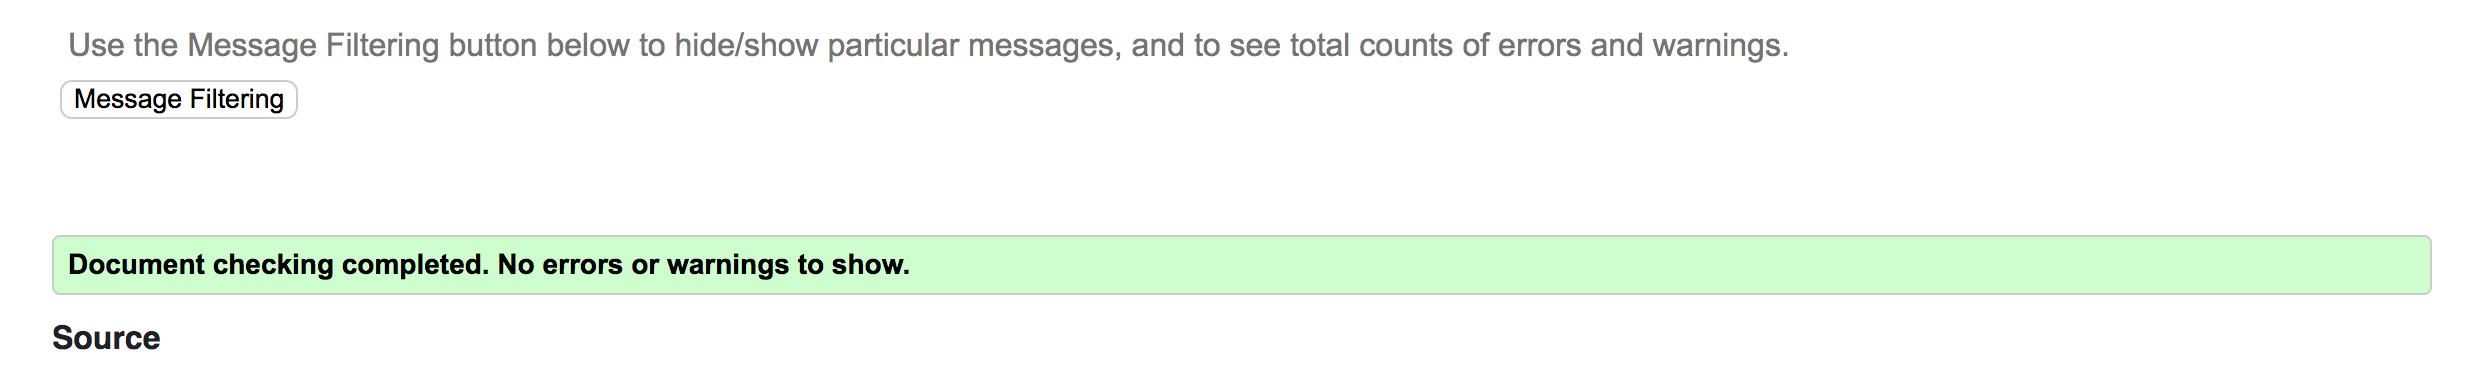 Use the Message Filtering button below to hide/show particular messages, and to see total counts of errors and warnings.
Message Filtering
Document checking completed. No errors or warnings to show.
Source